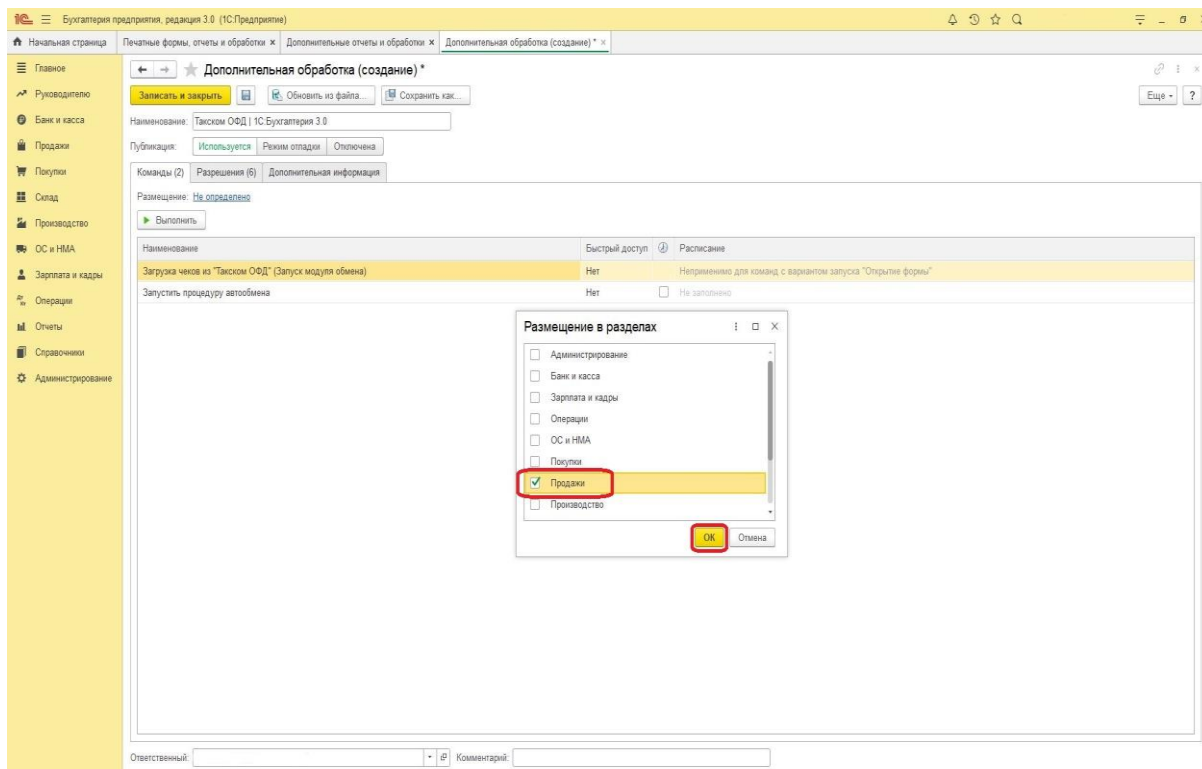 1С Бухгалтерия предприятия, редакция 3.0 (1С:Предприятие)
Начальная страница Печатные формы, отчеты и обработки × Дополнительные отчеты и обработки × Дополнительная обработка (создание) * ×
Главное
Руководителю
Банк и касса
Продажи
Покупки
Склад
Производство
ОС и НМА
Зарплата и кадры
Операции
Отчеты
Справочники
Администрирование
Дополнительная обработка (создание) *
Записать и закрыть Обновить из файла... Сохранить как... Еще ?
Наименование: Такском ОФД | 1С:Бухгалтерия 3.0
Публикация: Используется Режим отладки Отключена
Команды (2) Разрешения (6) Дополнительная информация
Размещение: Не определено
Выполнить
Наименование Быстрый доступ Расписание
Загрузка чеков из "Такском ОФД" (Запуск модуля обмена) Нет Неприменимо для команд с вариантом запуска "Открытие формы"
Запустить процедуру автообмена Нет Не заполнено
Размещение в разделах
Администрирование
Банк и касса
Зарплата и кадры
Операции
ОС и НМА
Покупки
Продажи
Производство
ОК Отмена
Ответственный: Комментарий: